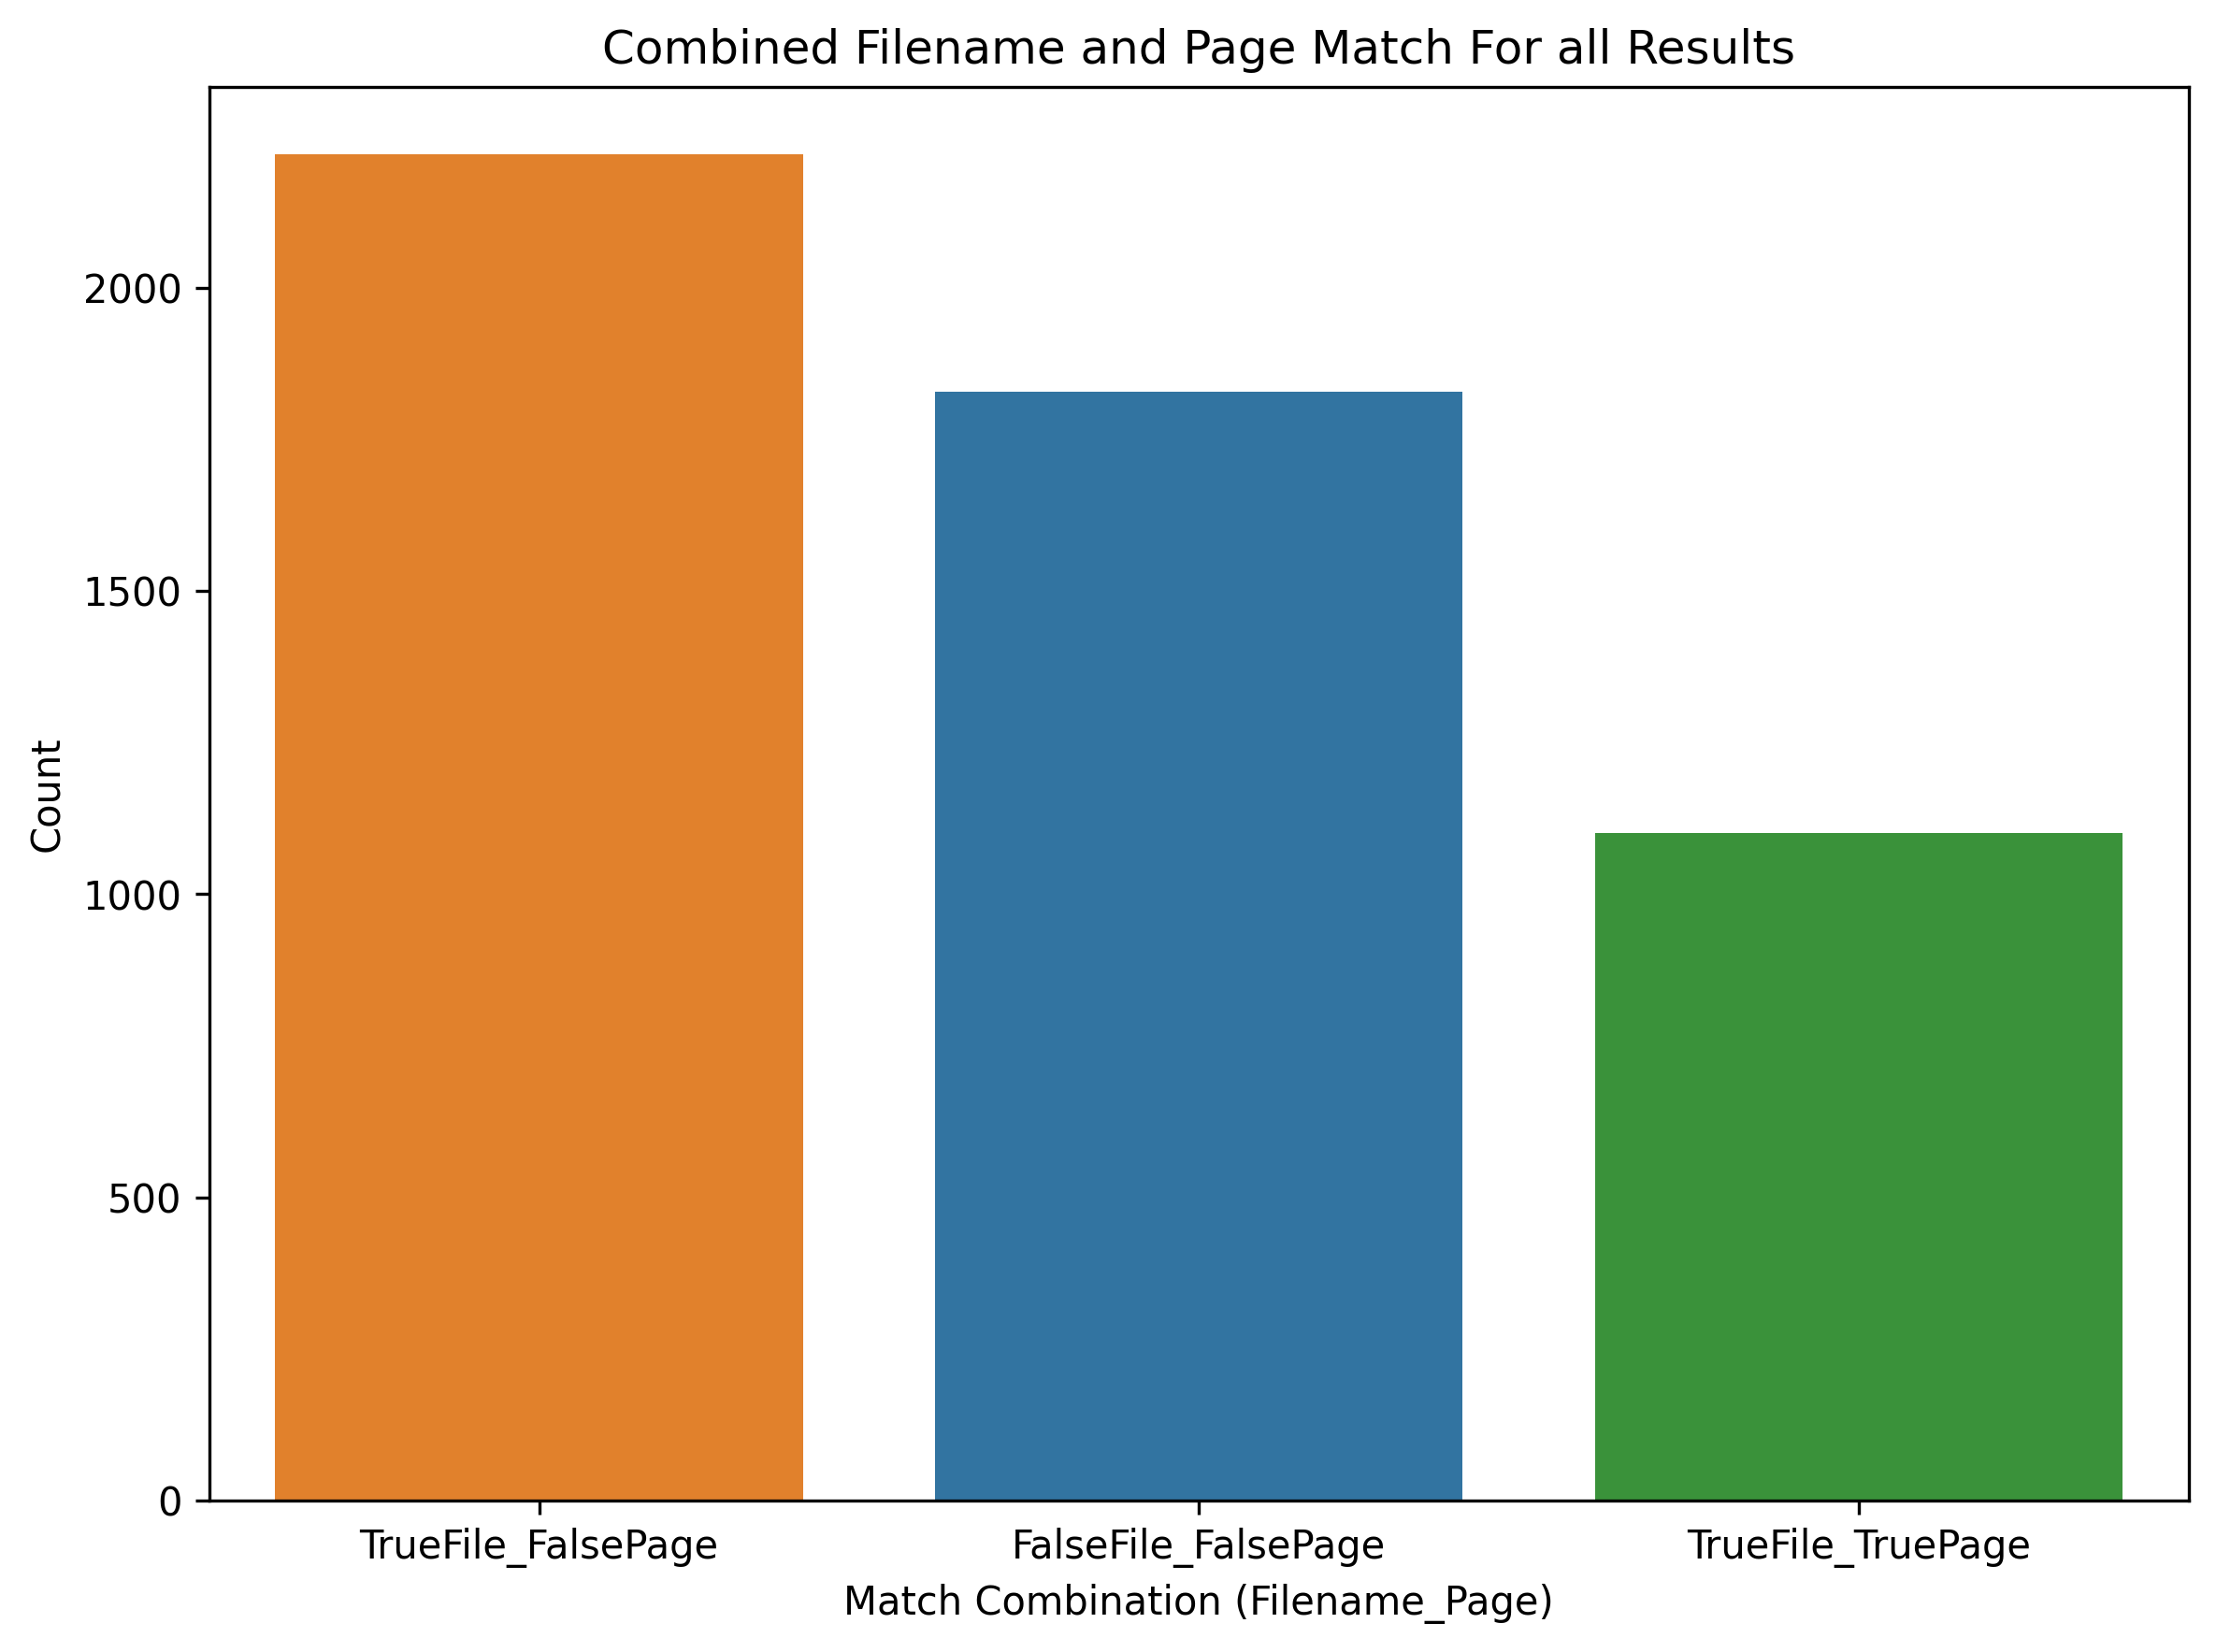 Combined Filename and Page Match For all Results
Count
2000
1500
1000
500
0
TrueFile_FalsePage
FalseFile_FalsePage
TrueFile_TruePage
Match Combination (Filename_Page)